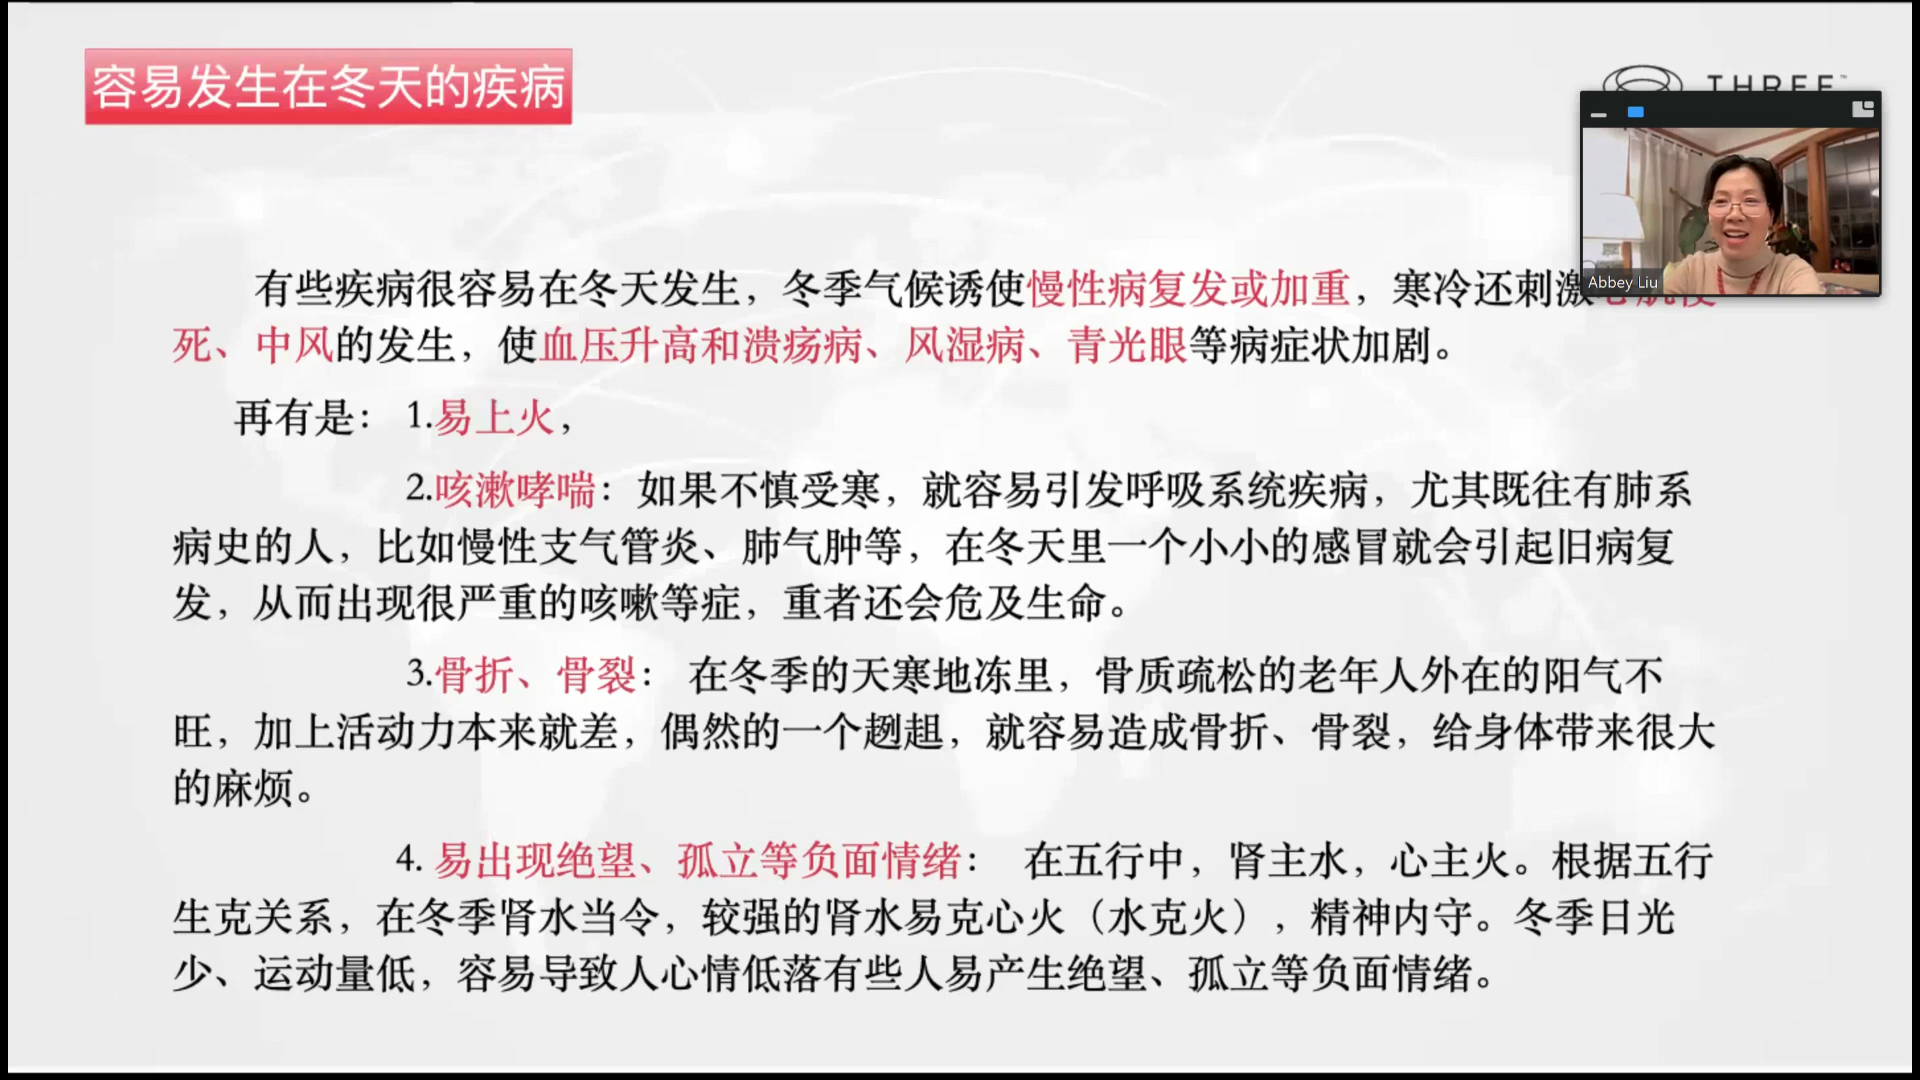 容易发生在冬天的疾病
THREE™
Abbey Liu
有些疾病很容易在冬天发生，冬季气候诱使慢性病复发或加重，寒冷还刺激
死、中风的发生，使血压升高和溃疡病、风湿病、青光眼等病症状加剧。
再有是： 1.易上火，
2.咳漱哮喘：如果不慎受寒，就容易引发呼吸系统疾病，尤其既往有肺系
病史的人，比如慢性支气管炎、肺气肿等，在冬天里一个小小的感冒就会引起旧病复
发，从而出现很严重的咳嗽等症，重者还会危及生命。
3.骨折、骨裂： 在冬季的天寒地冻里，骨质疏松的老年人外在的阳气不
旺，加上活动力本来就差，偶然的一个趔趄，就容易造成骨折、骨裂，给身体带来很大
的麻烦。
4. 易出现绝望、孤立等负面情绪： 在五行中，肾主水，心主火。根据五行
生克关系，在冬季肾水当令，较强的肾水易克心火（水克火），精神内守。冬季日光
少、运动量低，容易导致人心情低落有些人易产生绝望、孤立等负面情绪。